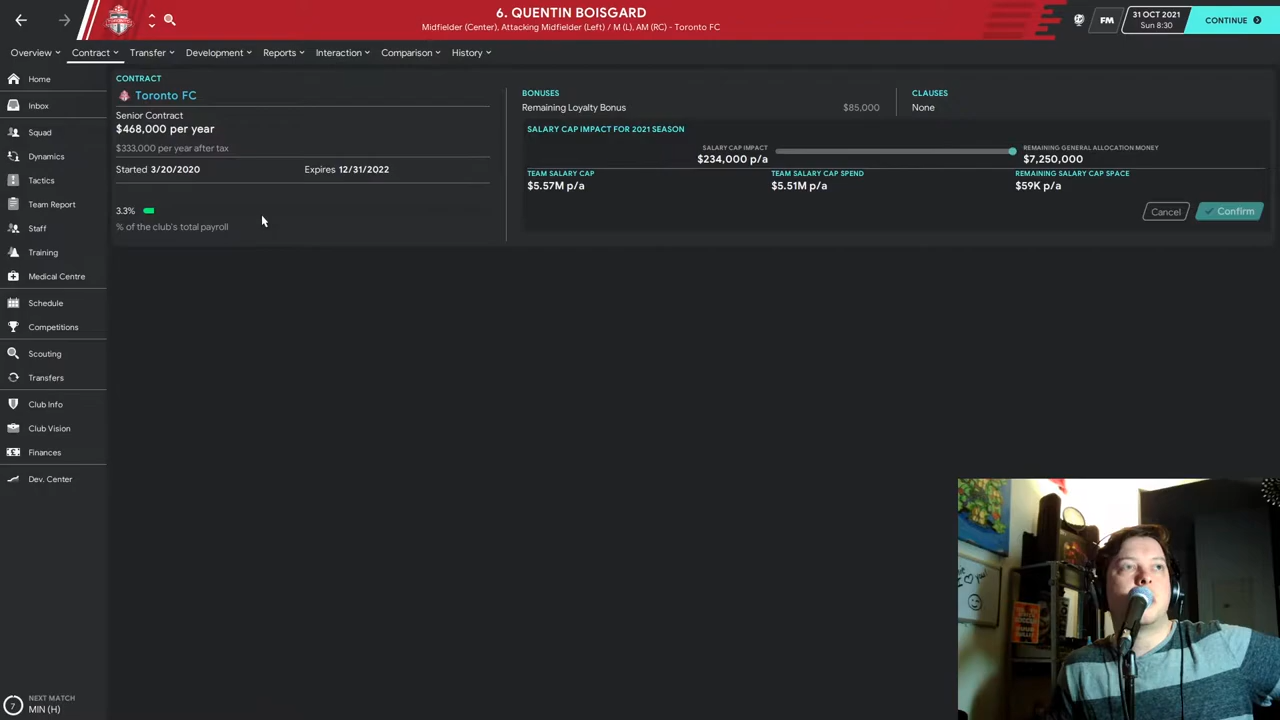 6. QUENTIN BOISGARD
Midfielder (Center), Attacking Midfielder (Left) / M (L), AM (RC) - Toronto FC
FM
31 OCT 2021
Sun 8:30
CONTINUE
Overview
Contract
Transfer
Development
Reports
Interaction
Comparison
History
Home
Inbox
Squad
Dynamics
Tactics
Team Report
Staff
Training
Medical Centre
Schedule
Competitions
Scouting
Transfers
Club Info
Club Vision
Finances
Dev. Center
7
NEXT MATCH
MIN (H)
CONTRACT
Toronto FC
Senior Contract
$468,000 per year
$333,000 per year after tax
Started 3/20/2020
Expires 12/31/2022
3.3%
% of the club's total payroll
BONUSES
Remaining Loyalty Bonus
$85,000
CLAUSES
None
SALARY CAP IMPACT FOR 2021 SEASON
SALARY CAP IMPACT
$234,000 p/a
REMAINING GENERAL ALLOCATION MONEY
$7,250,000
TEAM SALARY CAP
$5.57M p/a
TEAM SALARY CAP SPEND
$5.51M p/a
REMAINING SALARY CAP SPACE
$59K p/a
Cancel
Confirm